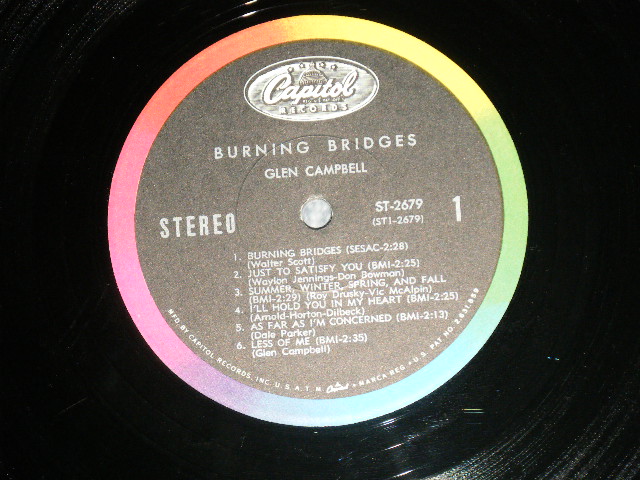 Capitol
RECORDS
BURNING BRIDGES
GLEN CAMPBELL
STEREO
ST-2679
(ST1-2679)
1
1. BURNING BRIDGES (SESAC-2:28)
(Walter Scott)
2. JUST TO SATISFY YOU (BMI-2:25)
(Waylon Jennings-Don Bowman)
3. SUMMER, WINTER, SPRING, AND FALL
(BMI-2:29) (Roy Drusky-Vic McAlpin)
4. I'LL HOLD YOU IN MY HEART (BMI-2:25)
(Arnold-Horton-Dilbeck)
5. AS FAR AS I'M CONCERNED (BMI-2:13)
(Dale Parker)
6. LESS OF ME (BMI-2:35)
(Glen Campbell)
MFD. BY CAPITOL RECORDS, INC. U.S.A. T.M. Capitol MARCA REG. • U.S. PAT. NO. 2631859